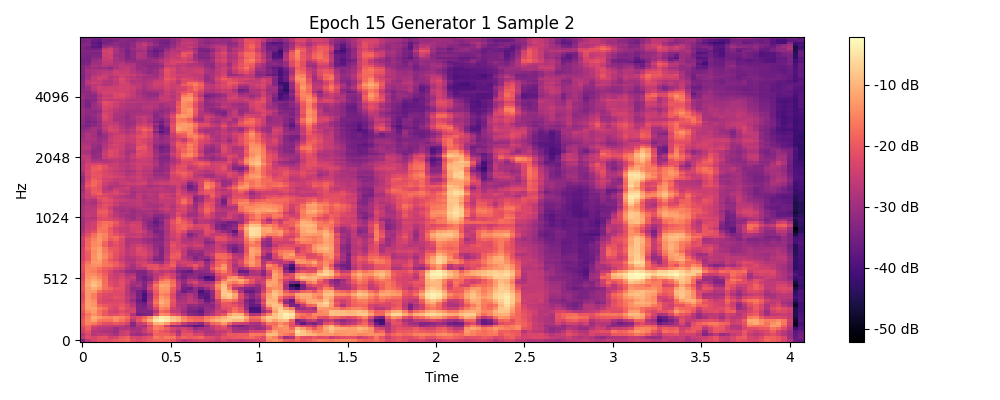 Epoch 15 Generator 1 Sample 2
Hz
4096
2048
1024
512
0
0 0.5 1 1.5 2 2.5 3 3.5 4
Time
-10 dB
-20 dB
-30 dB
-40 dB
-50 dB